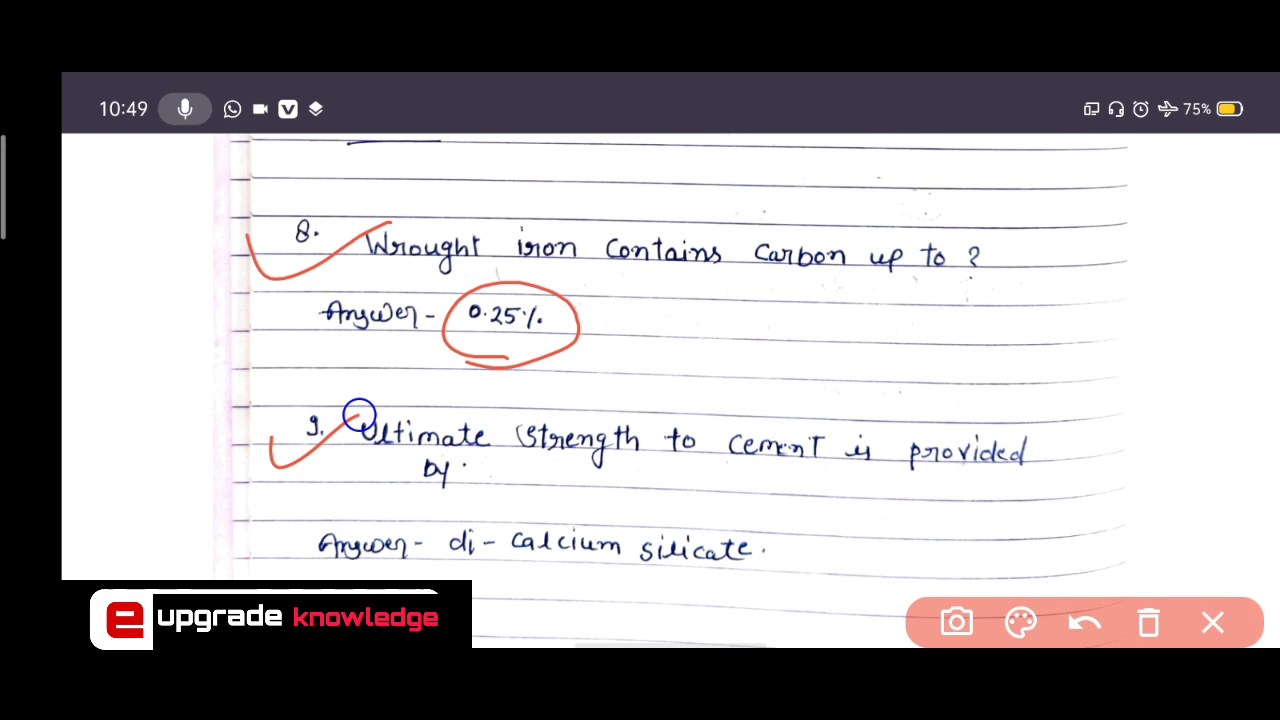 10:49
75%
8. Wrought iron contains carbon up to ?
Answer - 0.25%.
9. Ultimate strength to cement is provided
by.
Answer - di - calcium silicate.
e upgrade knowledge